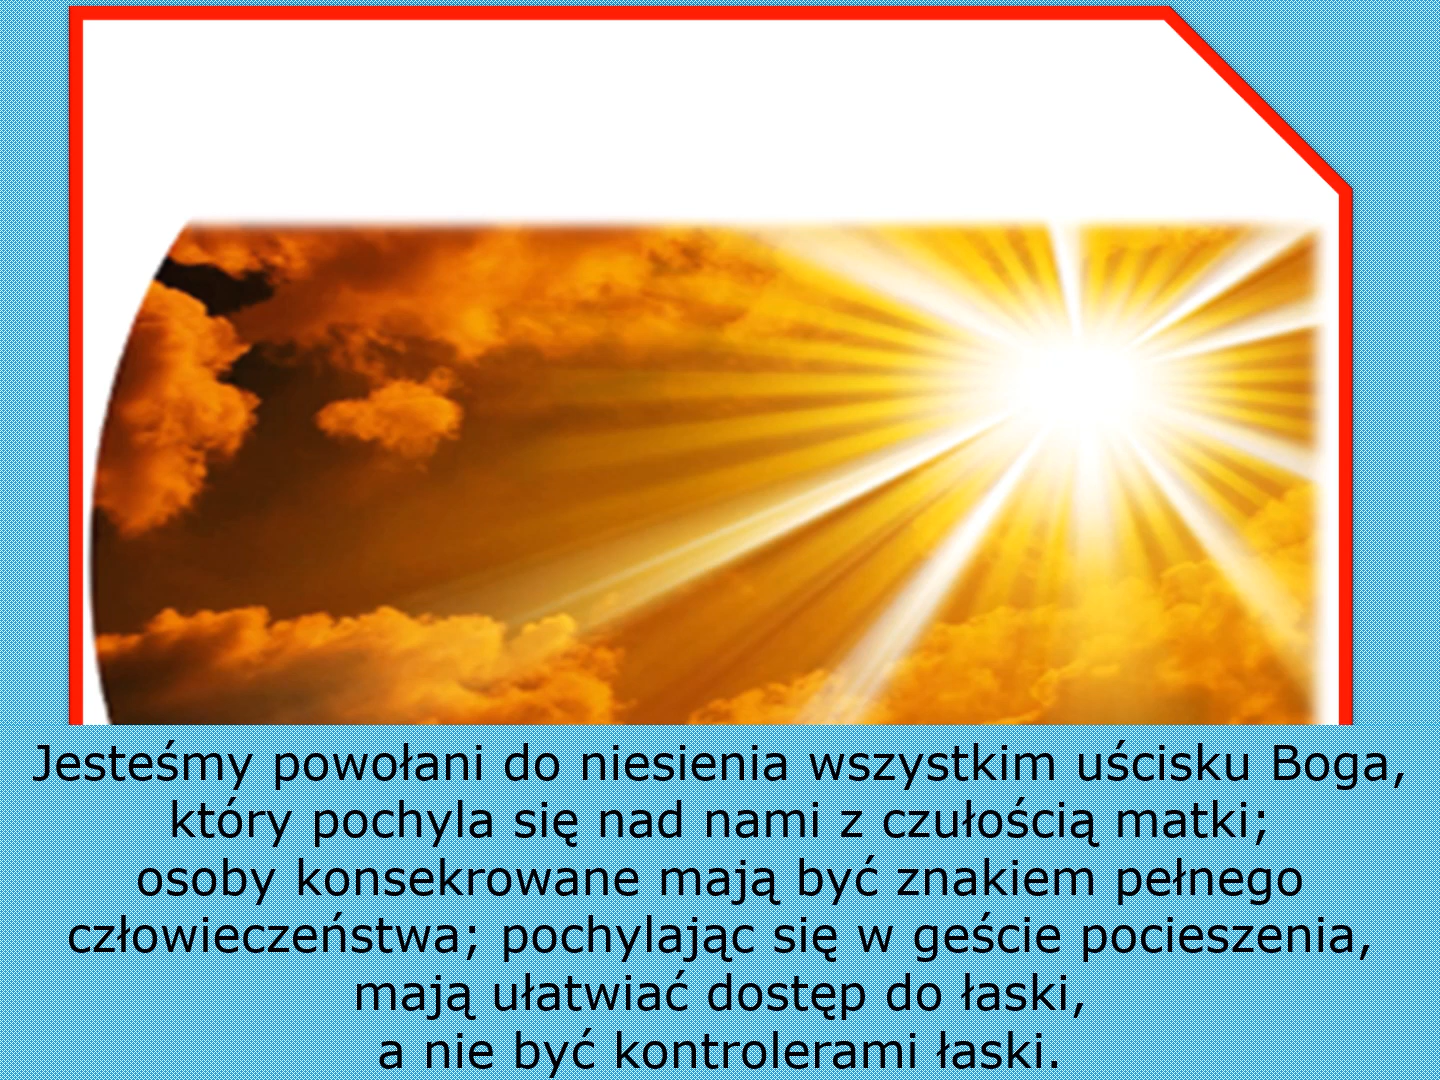 Jesteśmy powołani do niesienia wszystkim uścisku Boga,
który pochyla się nad nami z czułością matki;
osoby konsekrowane mają być znakiem pełnego
człowieczeństwa; pochylając się w geście pocieszenia,
mają ułatwiać dostęp do łaski,
a nie być kontrolerami łaski.